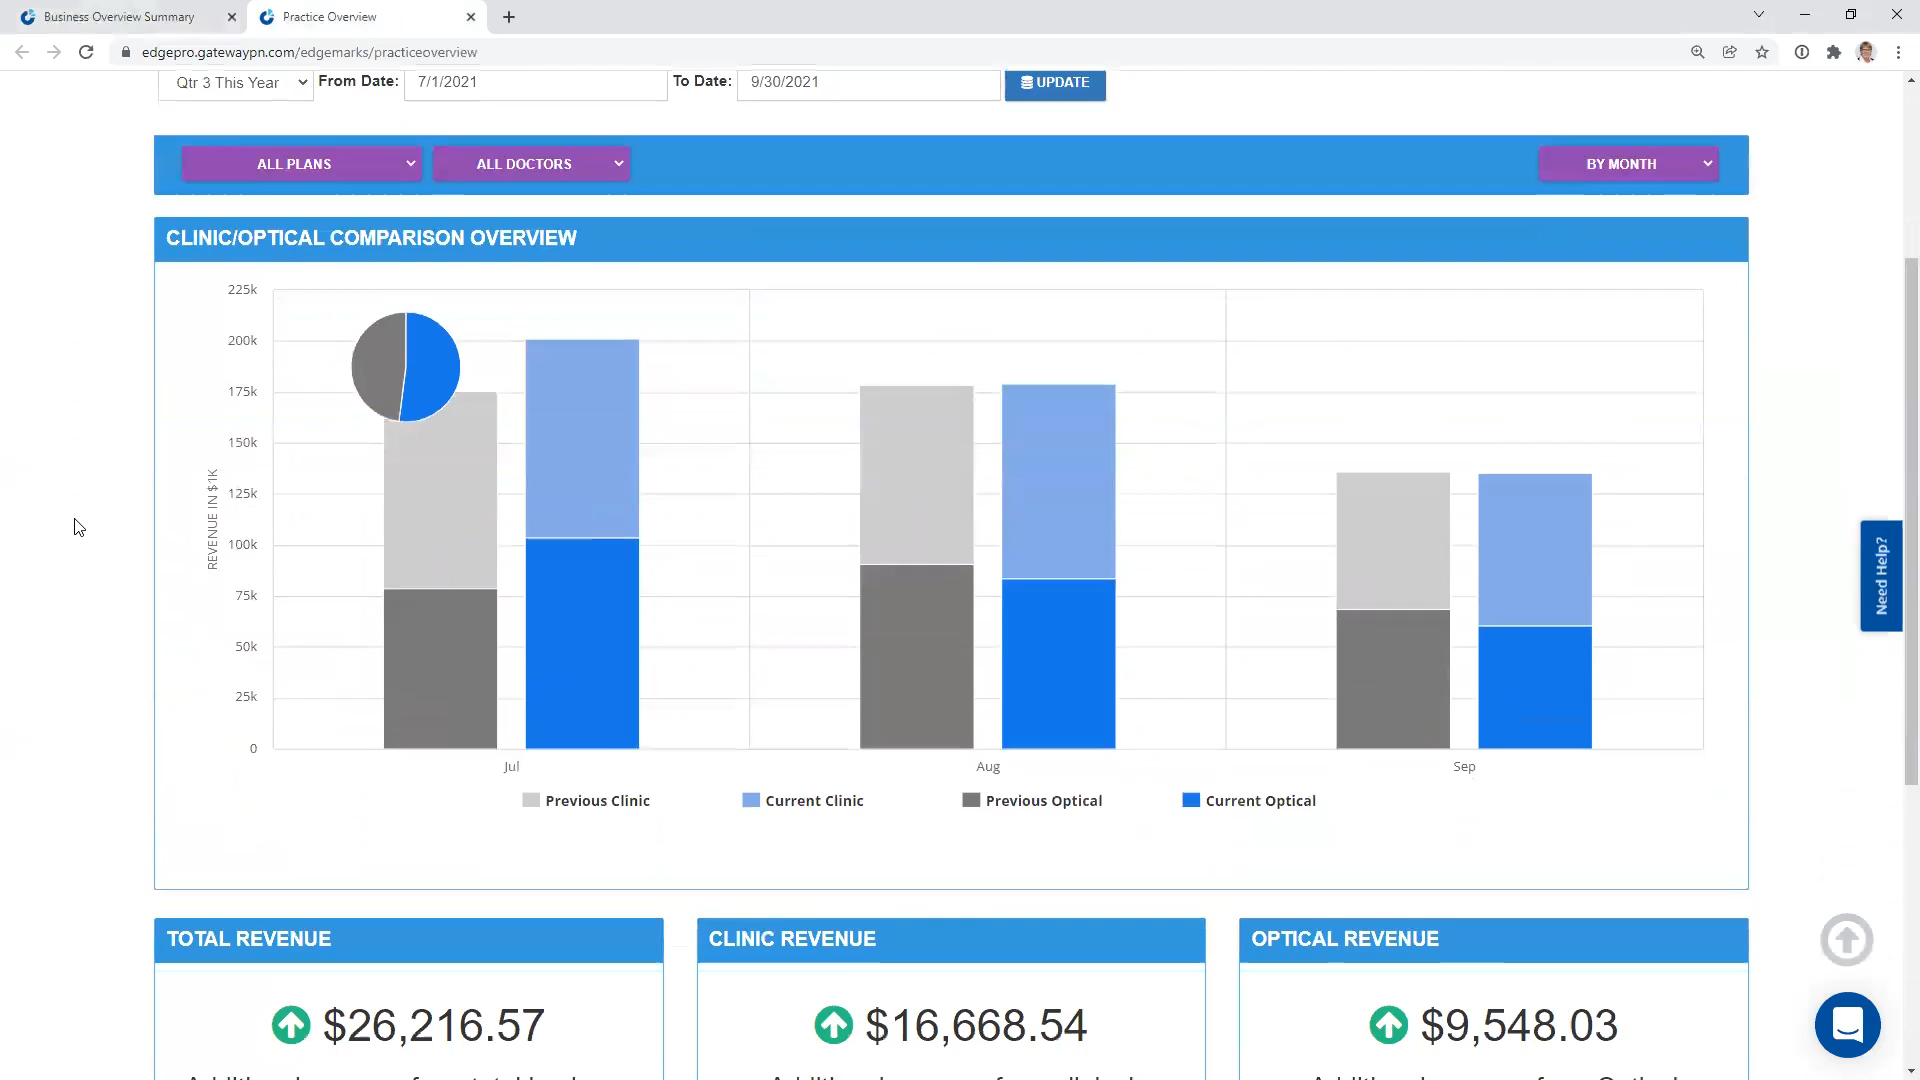 Business Overview Summary
Practice Overview
edgepro.gatewaypn.com/edgemarks/practiceoverview
Qtr 3 This Year From Date: 7/1/2021 To Date: 9/30/2021 UPDATE
ALL PLANS ALL DOCTORS BY MONTH
CLINIC/OPTICAL COMPARISON OVERVIEW
REVENUE IN $1K
225k
200k
175k
150k
125k
100k
75k
50k
25k
0
Jul Aug Sep
Previous Clinic Current Clinic Previous Optical Current Optical
Need Help?
TOTAL REVENUE
$26,216.57
CLINIC REVENUE
$16,668.54
OPTICAL REVENUE
$9,548.03